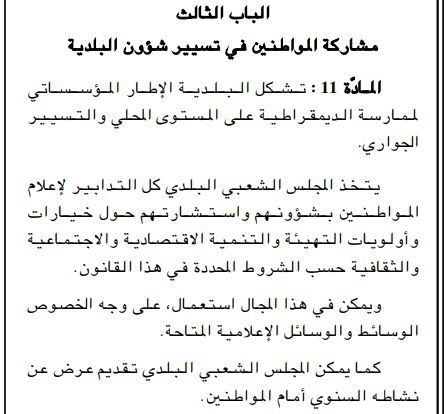 الباب الثالث
مشاركة المواطنين في تسيير شؤون البلدية
المادّة 11 : تشكل البلدية الإطار المؤسساتي
لممارسة الديمقراطية على المستوى المحلي والتسيير
الجواري.
يتخذ المجلس الشعبي البلدي كل التدابير لإعلام
المواطنين بشؤونهم واستشارتهم حول خيارات
وأولويات التهيئة والتنمية الاقتصادية والاجتماعية
والثقافية حسب الشروط المحددة في هذا القانون.
ويمكن في هذا المجال استعمال، على وجه الخصوص
الوسائط والوسائل الإعلامية المتاحة.
كما يمكن المجلس الشعبي البلدي تقديم عرض عن
نشاطه السنوي أمام المواطنين.